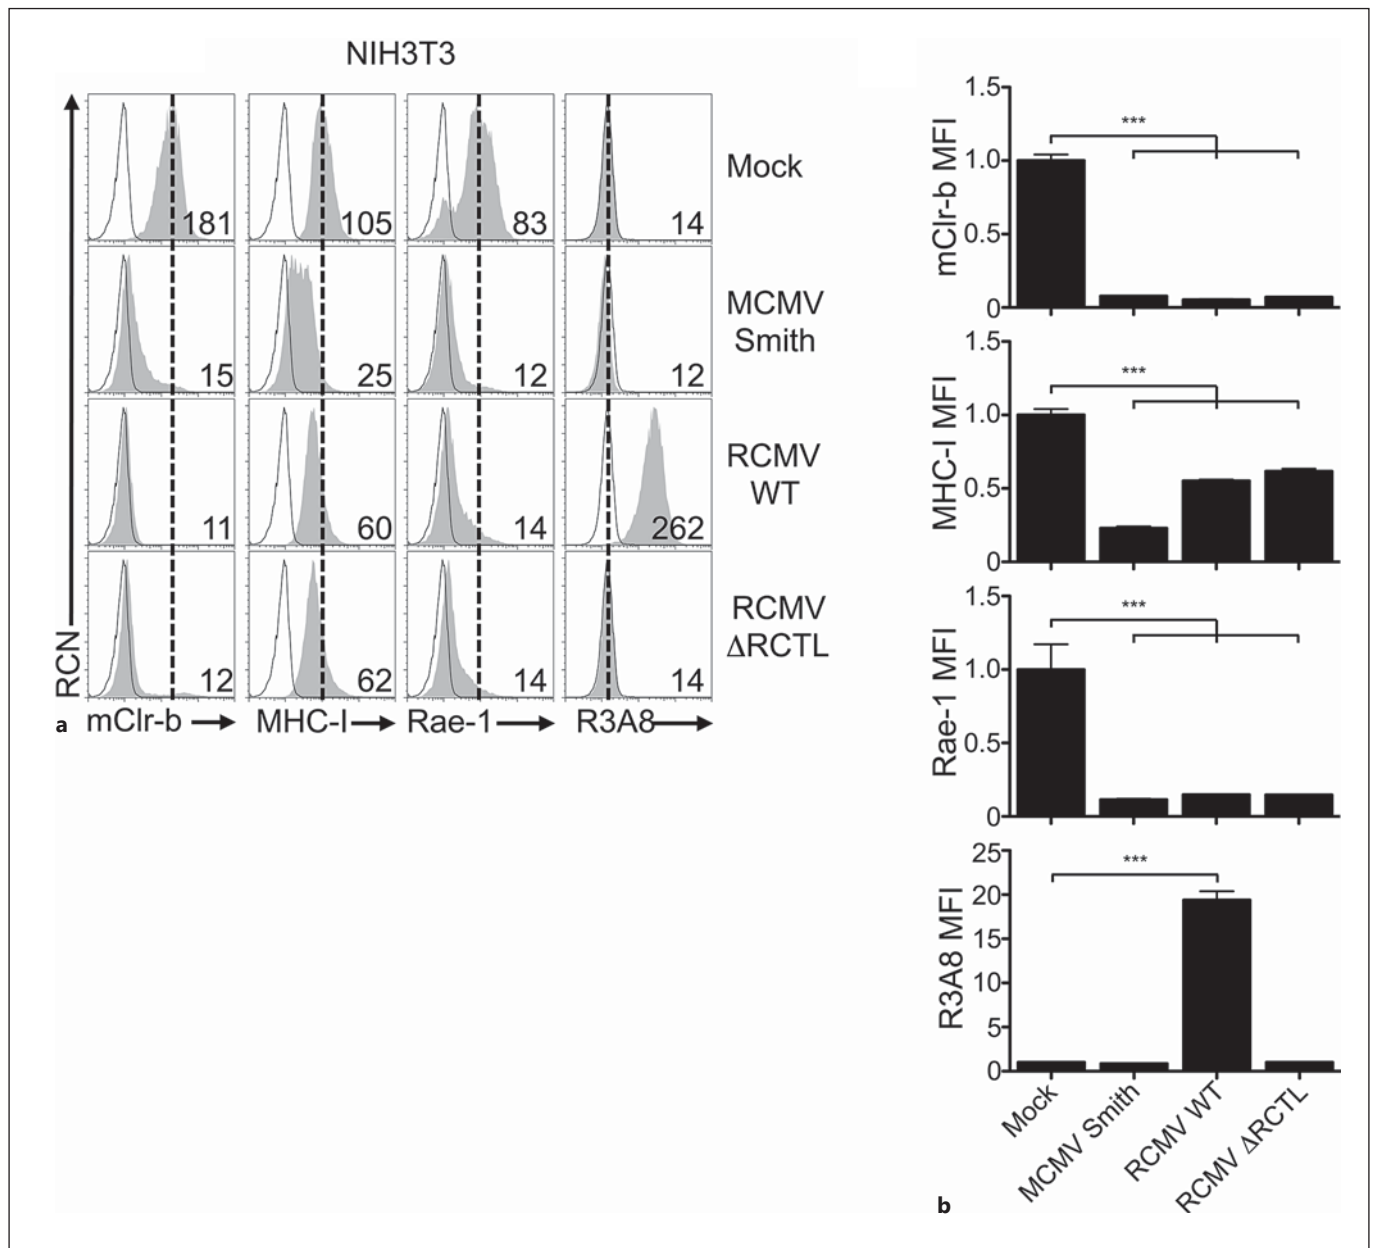 NIH3T3
RCN
181
105
83
14
Mock
15
25
12
12
MCMV
Smith
11
60
14
262
RCMV
WT
12
62
14
14
RCMV
ΔRCTL
a
mClr-b
MHC-I
Rae-1
R3A8
mClr-b MFI
1.5
1.0
0.5
0
***
MHC-I MFI
1.5
1.0
0.5
0
***
Rae-1 MFI
1.5
1.0
0.5
0
***
R3A8 MFI
25
20
15
10
5
0
***
Mock
MCMV Smith
RCMV WT
RCMV ΔRCTL
b